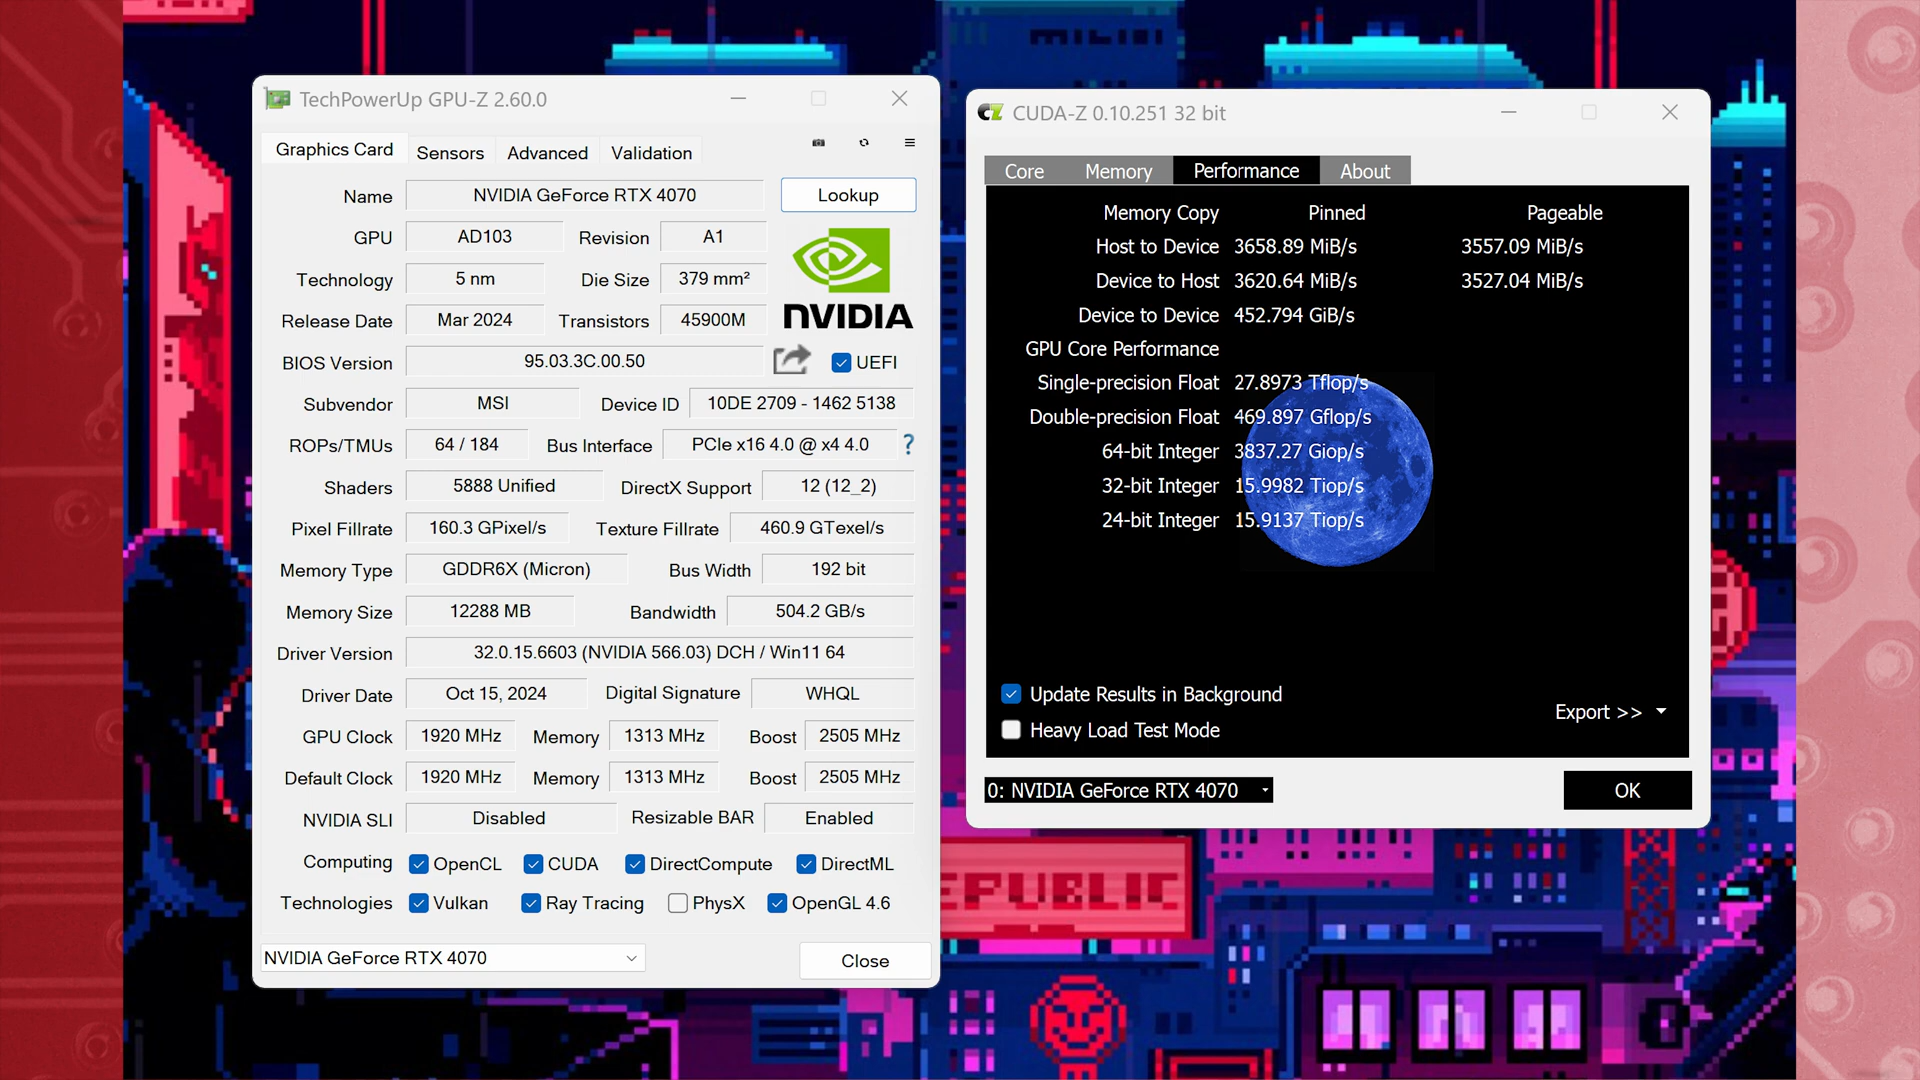 TechPowerUp GPU-Z 2.60.0
Graphics Card Sensors Advanced Validation
Name NVIDIA GeForce RTX 4070 Lookup
GPU AD103 Revision A1
Technology 5 nm Die Size 379 mm²
NVIDIA
Release Date Mar 2024 Transistors 45900M
BIOS Version 95.03.3C.00.50 UEFI
Subvendor MSI Device ID 10DE 2709 - 1462 5138
ROPs/TMUs 64 / 184 Bus Interface PCIe x16 4.0 @ x4 4.0 ?
Shaders 5888 Unified DirectX Support 12 (12_2)
Pixel Fillrate 160.3 GPixel/s Texture Fillrate 460.9 GTexel/s
Memory Type GDDR6X (Micron) Bus Width 192 bit
Memory Size 12288 MB Bandwidth 504.2 GB/s
Driver Version 32.0.15.6603 (NVIDIA 566.03) DCH / Win11 64
Driver Date Oct 15, 2024 Digital Signature WHQL
GPU Clock 1920 MHz Memory 1313 MHz Boost 2505 MHz
Default Clock 1920 MHz Memory 1313 MHz Boost 2505 MHz
NVIDIA SLI Disabled Resizable BAR Enabled
Computing OpenCL CUDA DirectCompute DirectML
Technologies Vulkan Ray Tracing PhysX OpenGL 4.6
NVIDIA GeForce RTX 4070 Close
CZ CUDA-Z 0.10.251 32 bit
Core Memory Performance About
Memory Copy Pinned Pageable
Host to Device 3658.89 MiB/s 3557.09 MiB/s
Device to Host 3620.64 MiB/s 3527.04 MiB/s
Device to Device 452.794 GiB/s
GPU Core Performance
Single-precision Float 27.8973 Tflop/s
Double-precision Float 469.897 Gflop/s
64-bit Integer 3837.27 Giop/s
32-bit Integer 15.9982 Tiop/s
24-bit Integer 15.9137 Tiop/s
Update Results in Background
Export >>
Heavy Load Test Mode
0: NVIDIA GeForce RTX 4070 OK
EPUBLIC